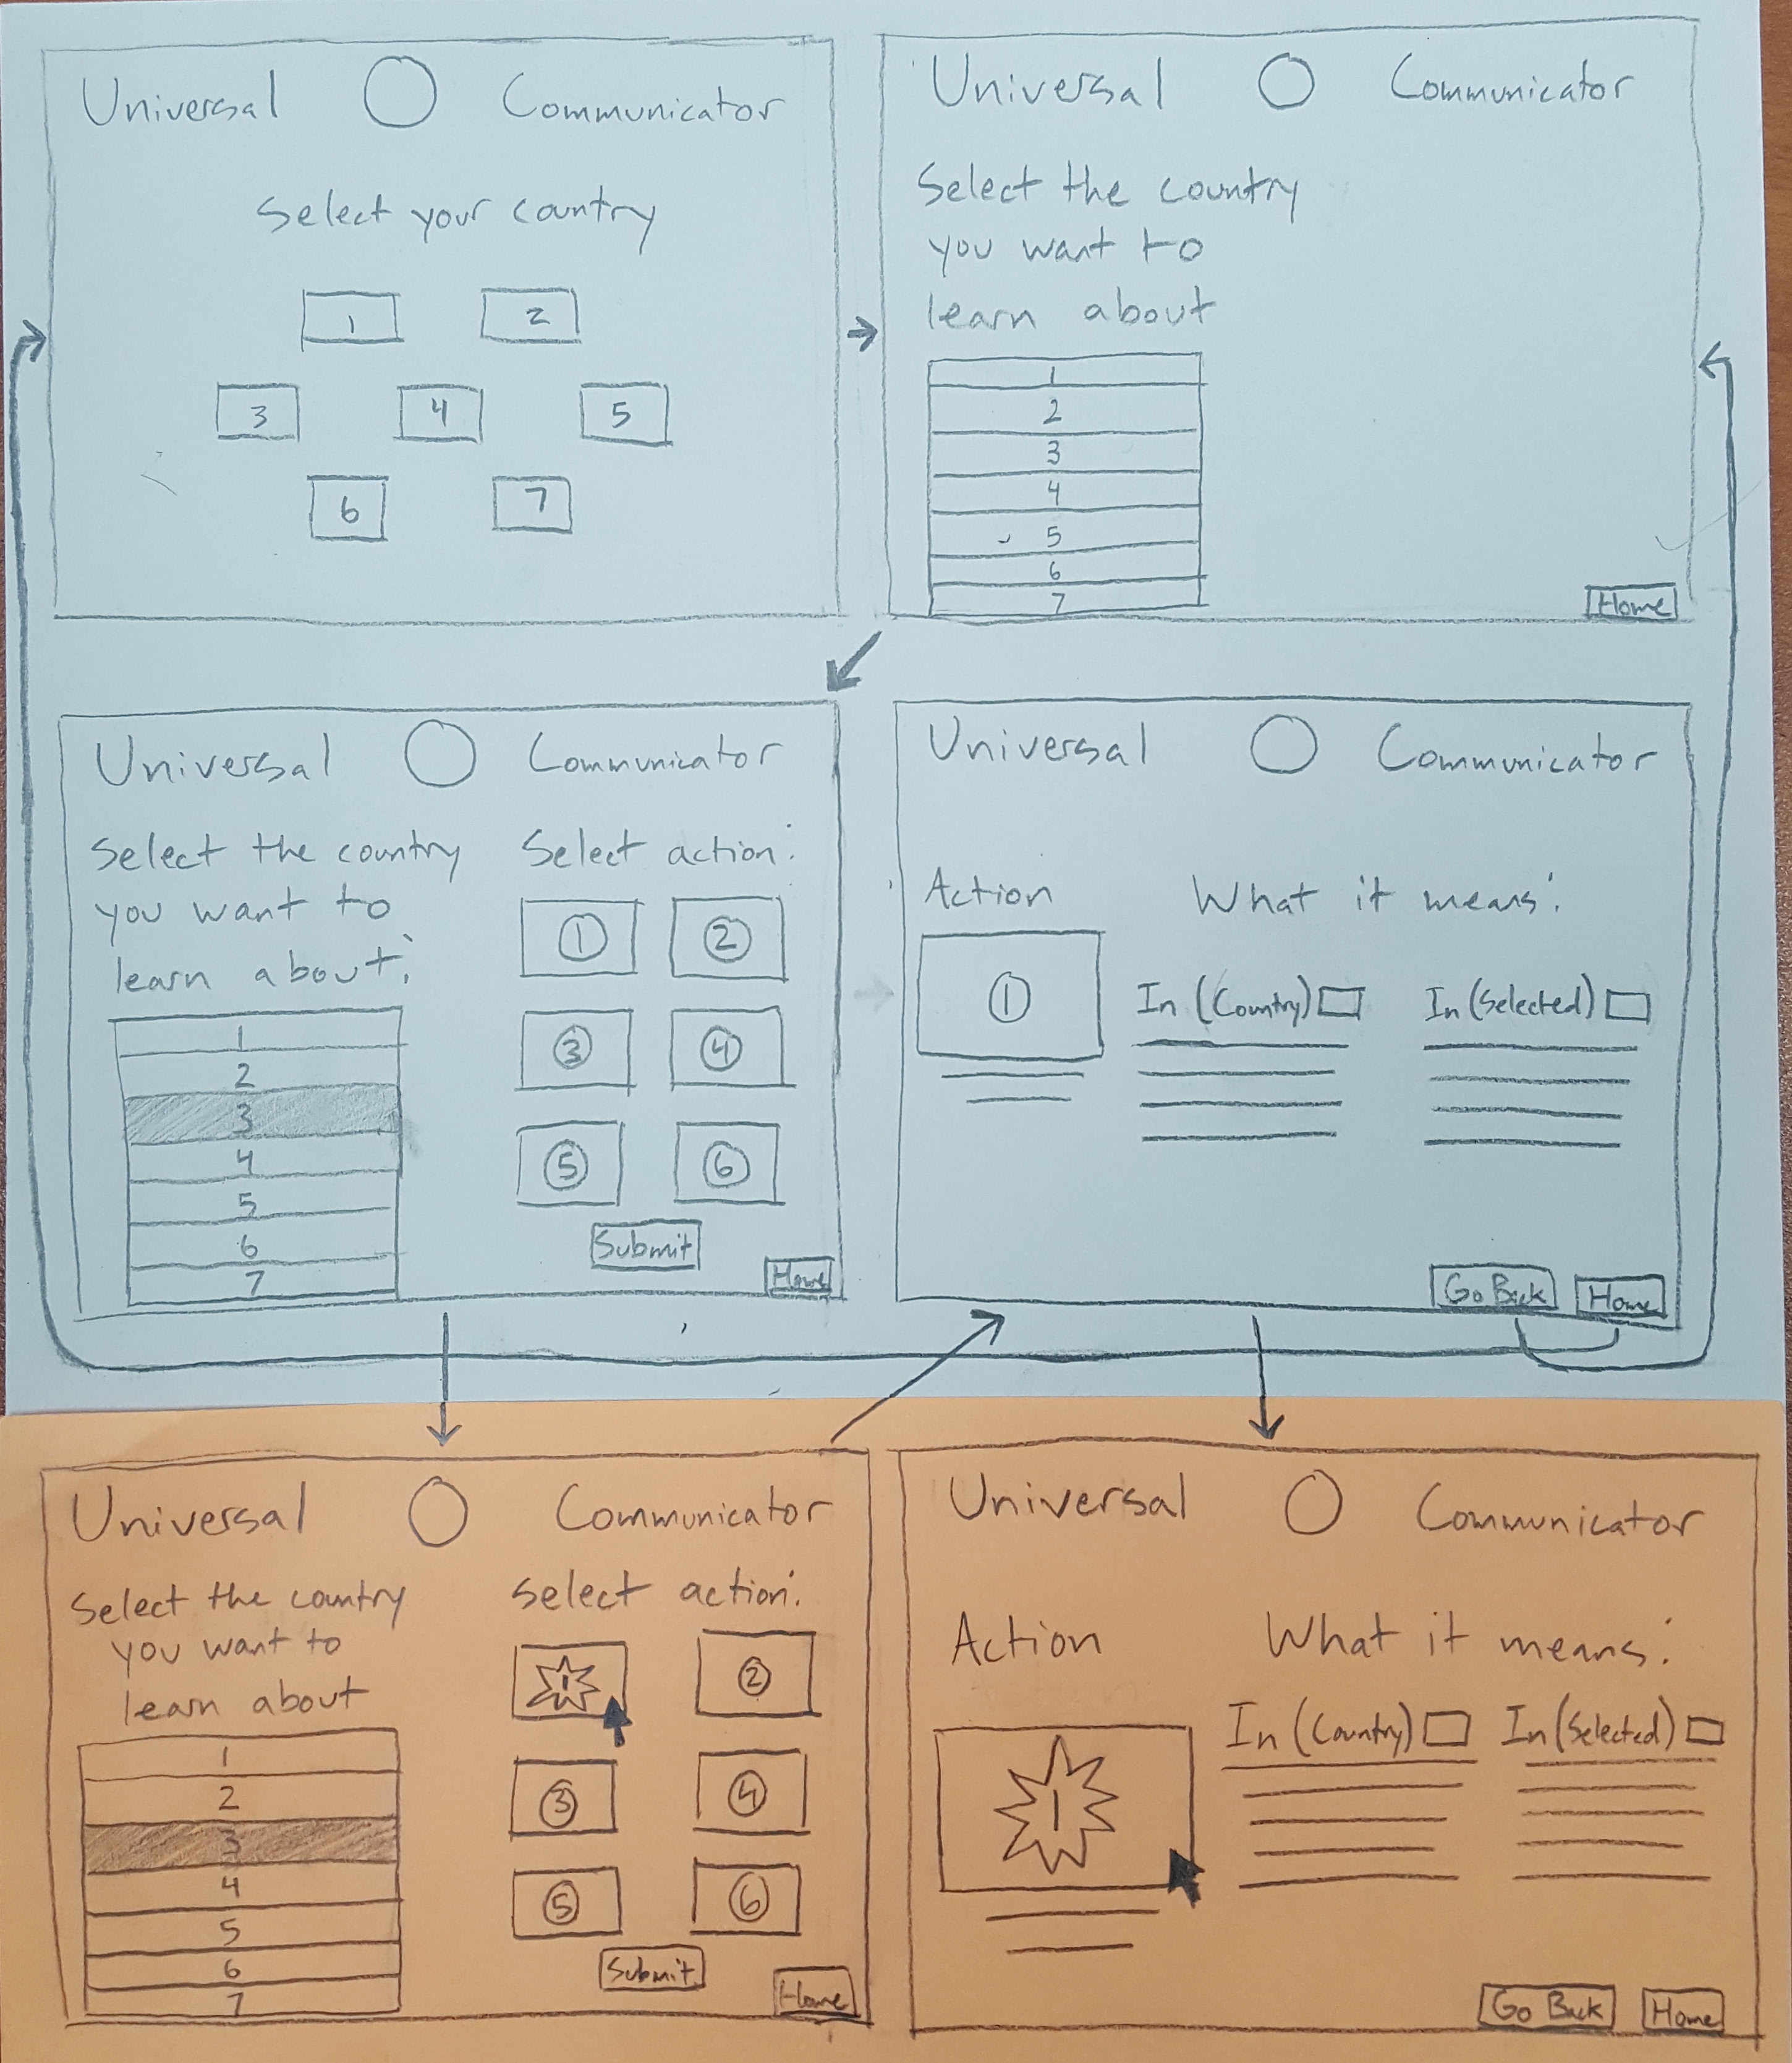 Universal Communicator
Select your country
1 2
3 4 5
6 7
Universal Communicator
Select the country
you want to
learn about
1
2
3
4
5
6
7
Home
Universal Communicator
Select the country
you want to
learn about:
1
2
3
4
5
6
7
Select action:
1 2
3 4
5 6
Submit
Home
Universal Communicator
Action
1
What it means:
In (Country)
In (Selected)
Go Back Home
Universal Communicator
Select the country
you want to
learn about
1
2
3
4
5
6
7
select action:
1 2
3 4
5 6
Submit
Home
Universal Communicator
Action
1
What it means:
In (Country)
In (Selected)
Go Back Home